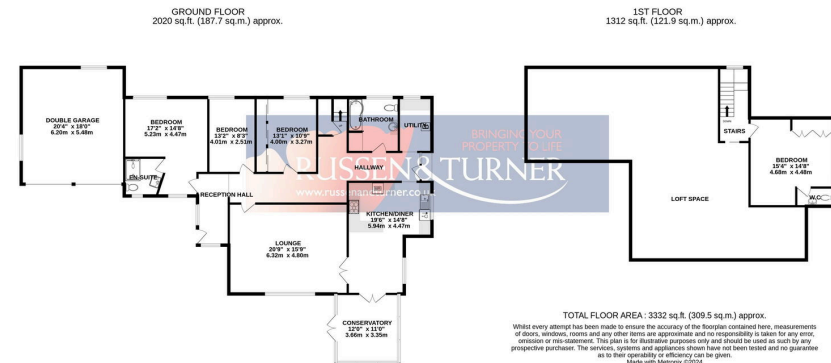 GROUND FLOOR
2020 sq.ft. (187.7 sq.m.) approx.
1ST FLOOR
1312 sq.ft. (121.9 sq.m.) approx.
DOUBLE GARAGE
20'4" x 18'0"
6.20m x 5.48m
BEDROOM
17'2" x 14'8"
5.23m x 4.47m
BEDROOM
13'2" x 8'3"
4.01m x 2.51m
BEDROOM
13'1" x 10'9"
4.00m x 3.27m
BATHROOM
UTILITY
EN-SUITE
HALLWAY
RECEPTION HALL
KITCHEN/DINER
19'6" x 14'8"
5.94m x 4.47m
LOUNGE
20'9" x 15'9"
6.32m x 4.80m
CONSERVATORY
12'0" x 11'0"
3.66m x 3.35m
BRINGING YOUR
PROPERTY TO LIFE
RUSSEN & TURNER
www.russenandturner.co.uk
STAIRS
BEDROOM
15'4" x 14'8"
4.68m x 4.48m
W.C.
LOFT SPACE
TOTAL FLOOR AREA : 3332 sq.ft. (309.5 sq.m.) approx.
Whilst every attempt has been made to ensure the accuracy of the floorplan contained here, measurements
of doors, windows, rooms and any other items are approximate and no responsibility is taken for any error,
omission or mis-statement. This plan is for illustrative purposes only and should be used as such by any
prospective purchaser. The services, systems and appliances shown have not been tested and no guarantee
as to their operability or efficiency can be given.
Made with Metropix ©2024